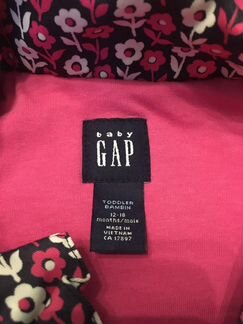 baby
GAP
TODDLER
BAMBIN
12-18
months/mois
MADE IN
VIETNAM
CA 17897